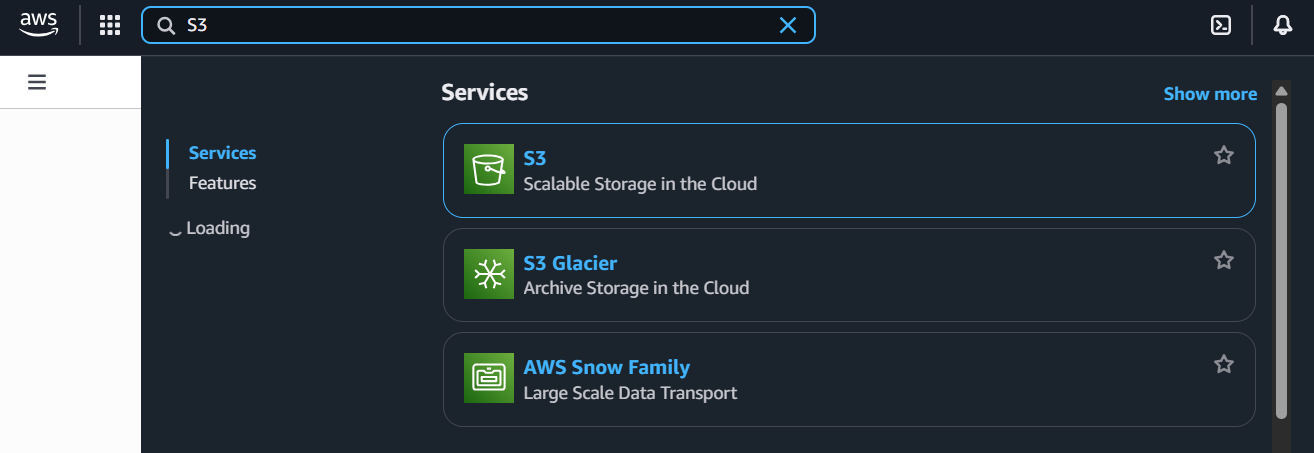 aws
S3
Services
Show more
Services
Features
Loading
S3
Scalable Storage in the Cloud
S3 Glacier
Archive Storage in the Cloud
AWS Snow Family
Large Scale Data Transport